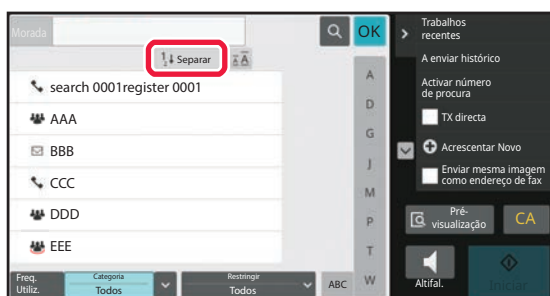 Morada
OK
1 2 Separar
A A
search 0001register 0001
AAA
BBB
CCC
DDD
EEE
A
D
G
J
M
P
T
W
Freq.
Utiliz.
Categoria
Todos
Restringir
Todos
ABC
Trabalhos
recentes
A enviar histórico
Activar número
de procura
TX directa
Acrescentar Novo
Enviar mesma imagem
como endereço de fax
Pré-
visualização
CA
Altifal.
Iniciar